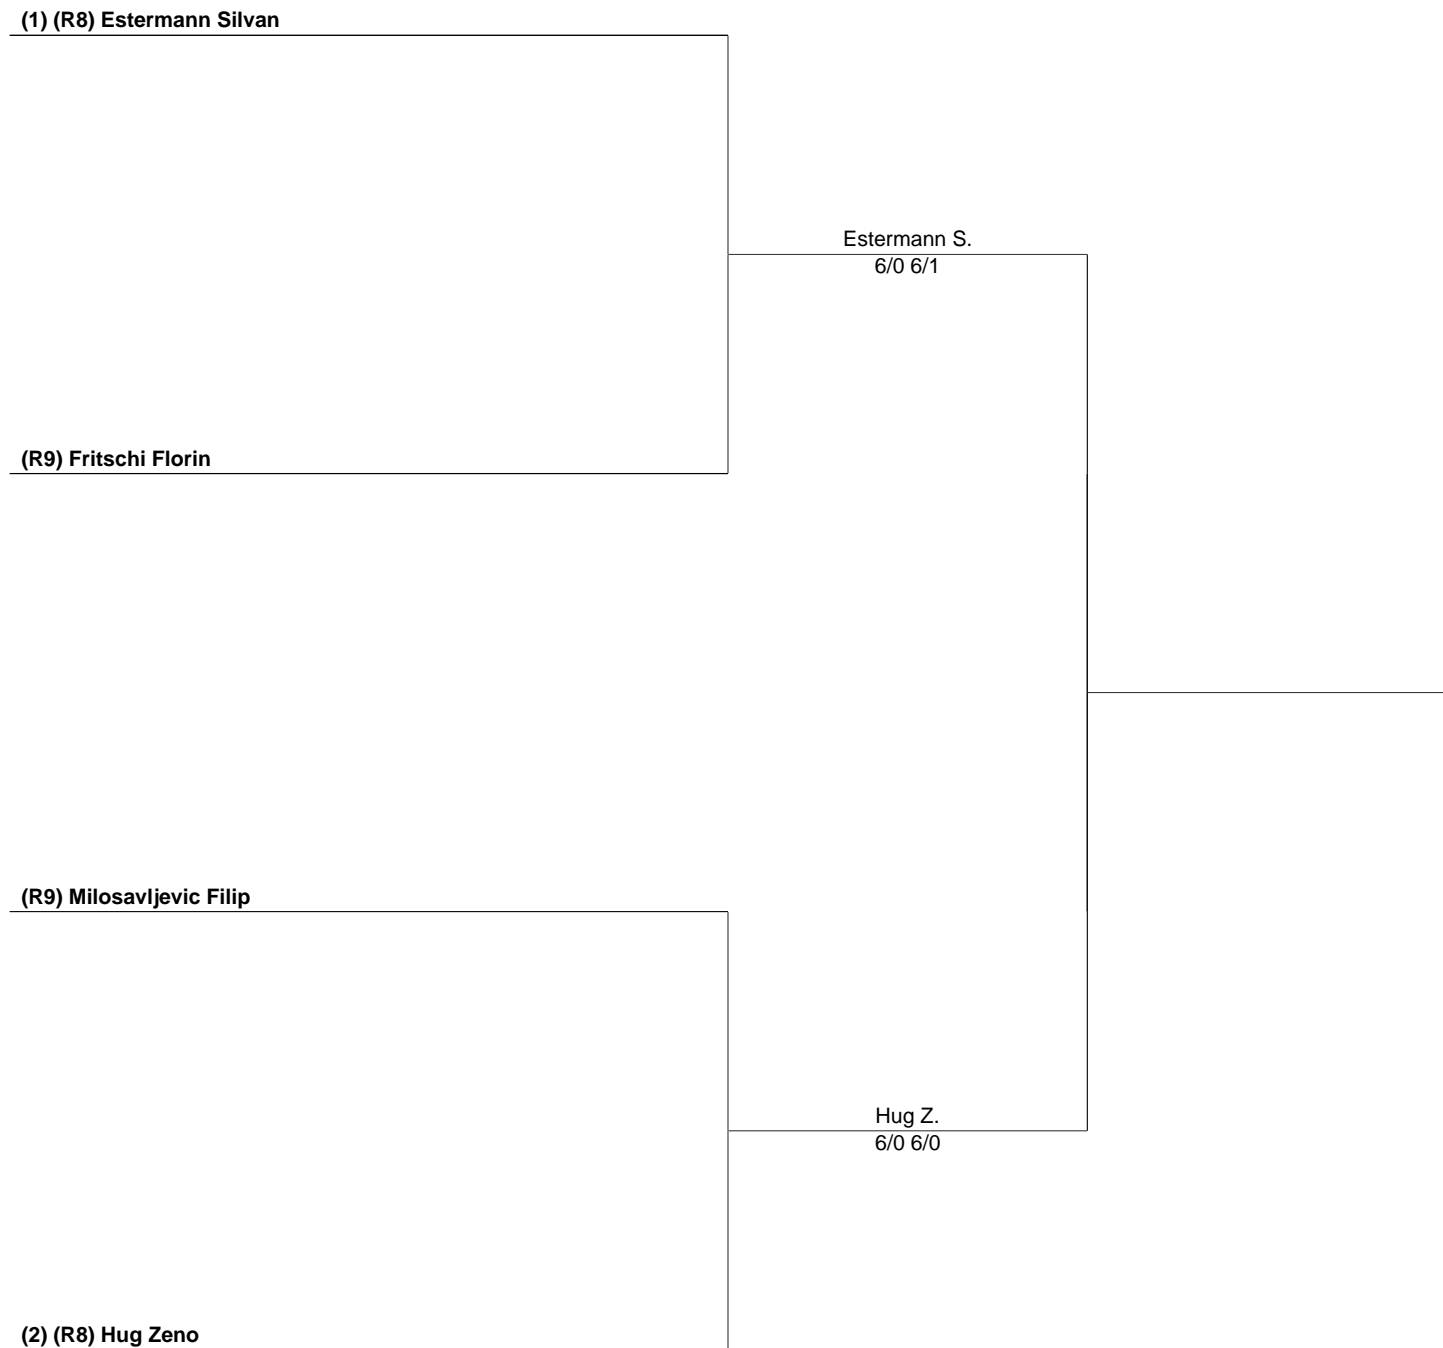 (1) (R8) Estermann Silvan
Estermann S.
6/0 6/1
(R9) Fritschi Florin
(R9) Milosavljevic Filip
Hug Z.
6/0 6/0
(2) (R8) Hug Zeno